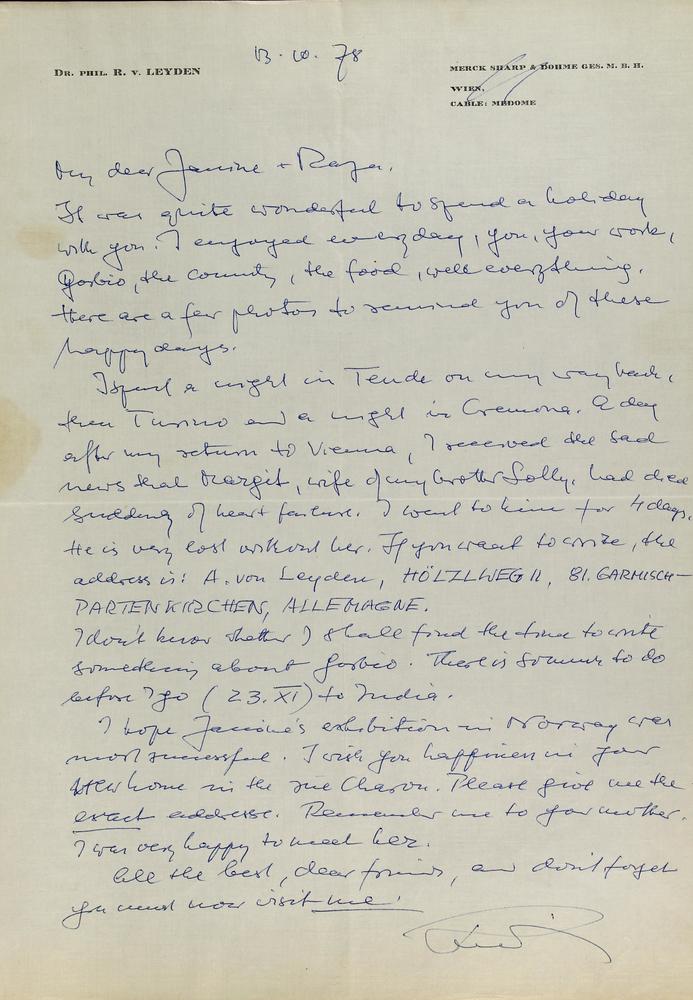 13.10.78
DR. PHIL. R. V. LEYDEN
MERCK SHARP & DOHME GES. M. B. H.
WIEN,
CABLE: MEDOME
My dear Janine + Raza.
It was quite wonderful to spend a holiday
with you. I enjoyed everyday, you, your work,
Gorbio, the country, the food, well everything.
Here are a few photos to remind you of these
happy days.
I spent a night in Tende on my way back,
then Turino and a night in Cremona. A day
after my return to Vienna, I received the sad
news that Margit, wife of my brother Solly, had died
suddenly of heart failure. I went to him for 4 days.
He is very lost without her. If you want to write, the
address is: A. von Leyden, HÖLZLWEG 11, 81. GARMISCH-
PARTENKIRCHEN, ALLEMAGNE.
I don't know whether I shall find the time to write
something about Gorbio. There is so much to do
before I go (23.XI) to India.
I hope Janine's exhibition in Norway was
most successful. I wish you happiness in your
new home in the rue Charon. Please give me the
exact address. Remember me to your mother.
I was very happy to meet her.
All the best, dear friends, and don't forget
you must now visit me!
Rudi